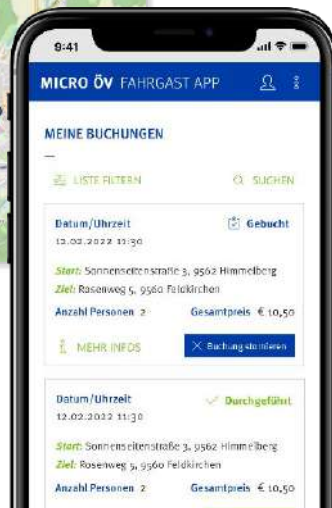 9:41
MICRO ÖV FAHRGAST APP
MEINE BUCHUNGEN
LISTE FILTERN SUCHEN
Datum/Uhrzeit Gebucht
12.02.2022 11:30
Start: Sonnenseitenstraße 3, 9562 Himmelberg
Ziel: Rosenweg 5, 9560 Feldkirchen
Anzahl Personen 2 Gesamtpreis € 10,50
MEHR INFOS Buchung stornieren
Datum/Uhrzeit Durchgeführt
12.02.2022 11:30
Start: Sonnenseitenstraße 3, 9562 Himmelberg
Ziel: Rosenweg 5, 9560 Feldkirchen
Anzahl Personen 2 Gesamtpreis € 10,50